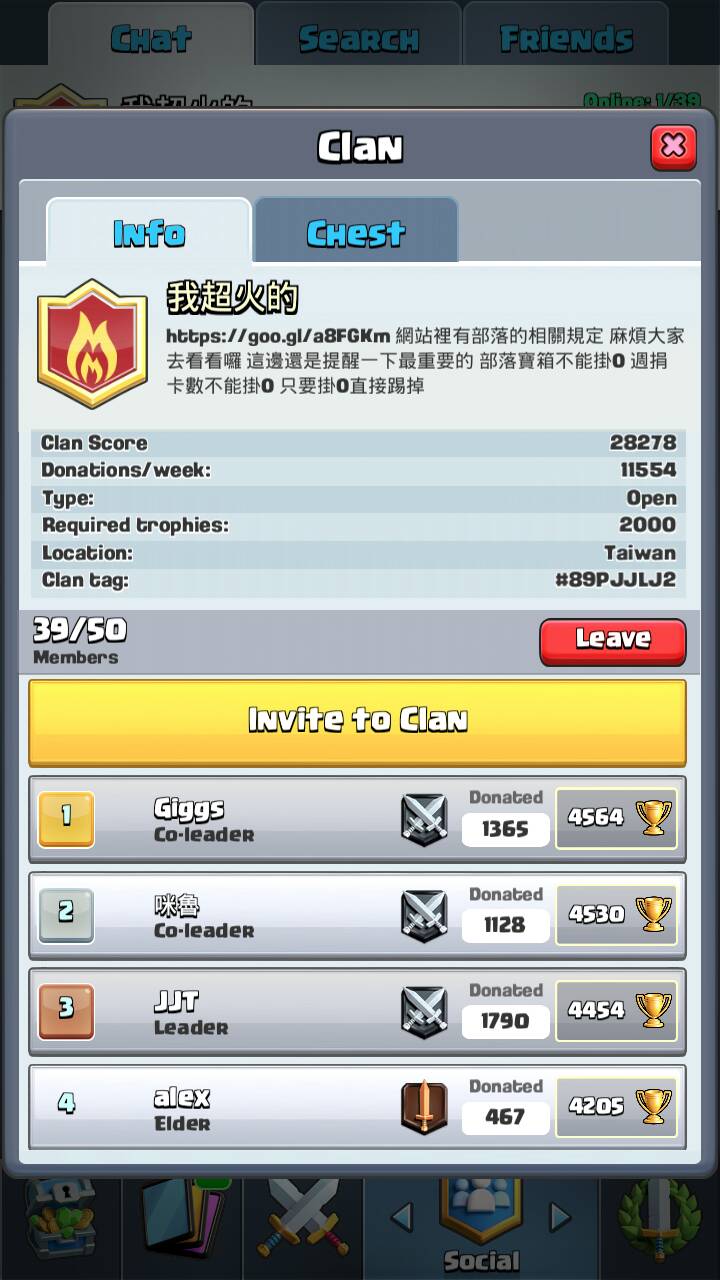 Chat
Search
Friends
我超火的
Online: 1/39
Clan
Info
Chest
我超火的
https://goo.gl/a8FGKm 網站裡有部落的相關規定 麻煩大家
去看看囉 這邊還是提醒一下最重要的 部落寶箱不能掛0 週捐
卡數不能掛0 只要掛0直接踢掉
Clan Score 28278
Donations/week: 11554
Type: Open
Required trophies: 2000
Location: Taiwan
Clan tag: #89PJJLJ2
39/50
Members
Leave
Invite to Clan
1
Giggs
Co-leader
Donated
1365
4564
2
咪魯
Co-leader
Donated
1128
4530
3
JJT
Leader
Donated
1790
4454
4
alex
Elder
Donated
467
4205
Social